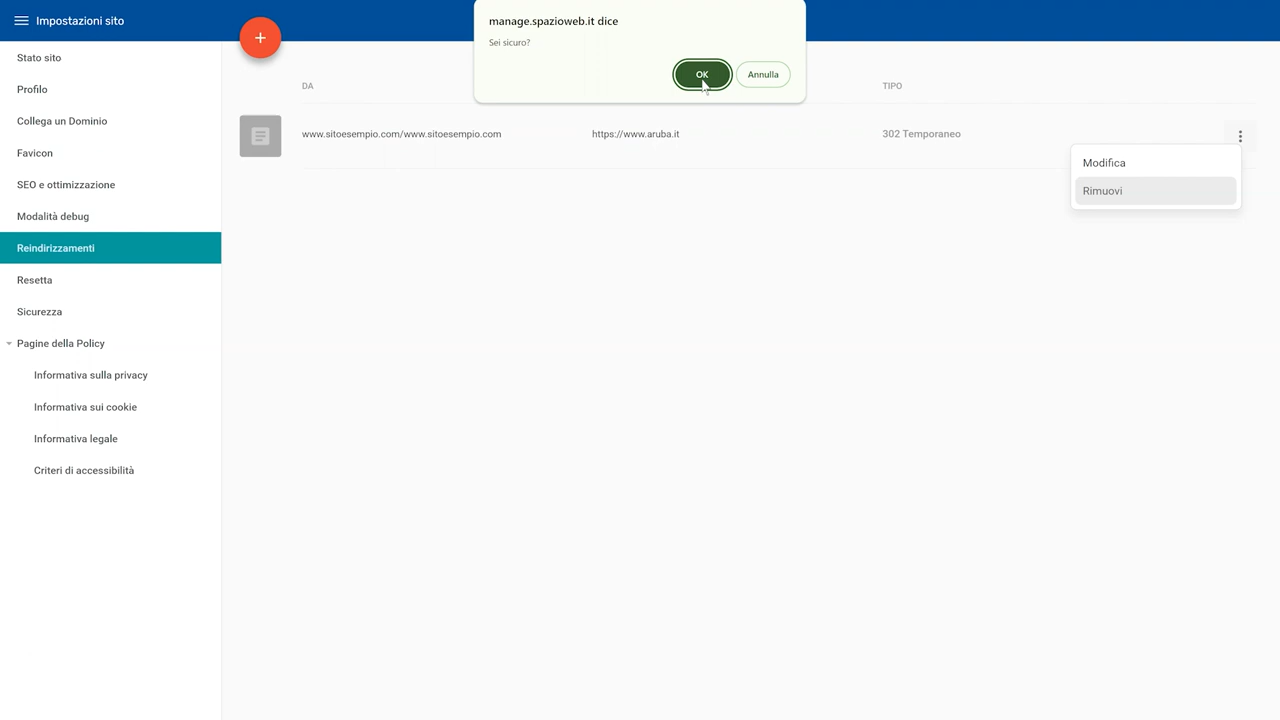 Impostazioni sito
manage.spazioweb.it dice
Sei sicuro?
OK
Annulla
+
Stato sito
Profilo
Collega un Dominio
Favicon
SEO e ottimizzazione
Modalità debug
Reindirizzamenti
Resetta
Sicurezza
Pagine della Policy
Informativa sulla privacy
Informativa sui cookie
Informativa legale
Criteri di accessibilità
DA
TIPO
www.sitoesempio.com/www.sitoesempio.com
https://www.aruba.it
302 Temporaneo
Modifica
Rimuovi